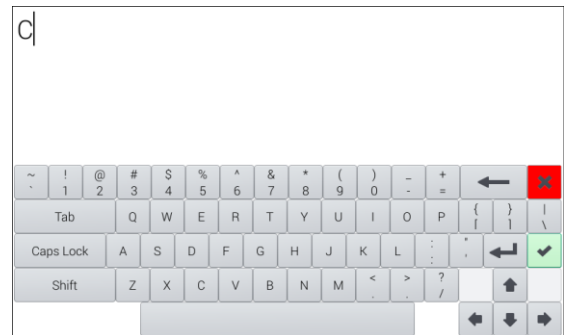 C
~ ! @ # $ % ^ & * ( ) _ +
` 1 2 3 4 5 6 7 8 9 0 - =
Tab Q W E R T Y U I O P { } |
[ ] \
Caps Lock A S D F G H J K L : "
: '
Shift Z X C V B N M < > ?
. . /